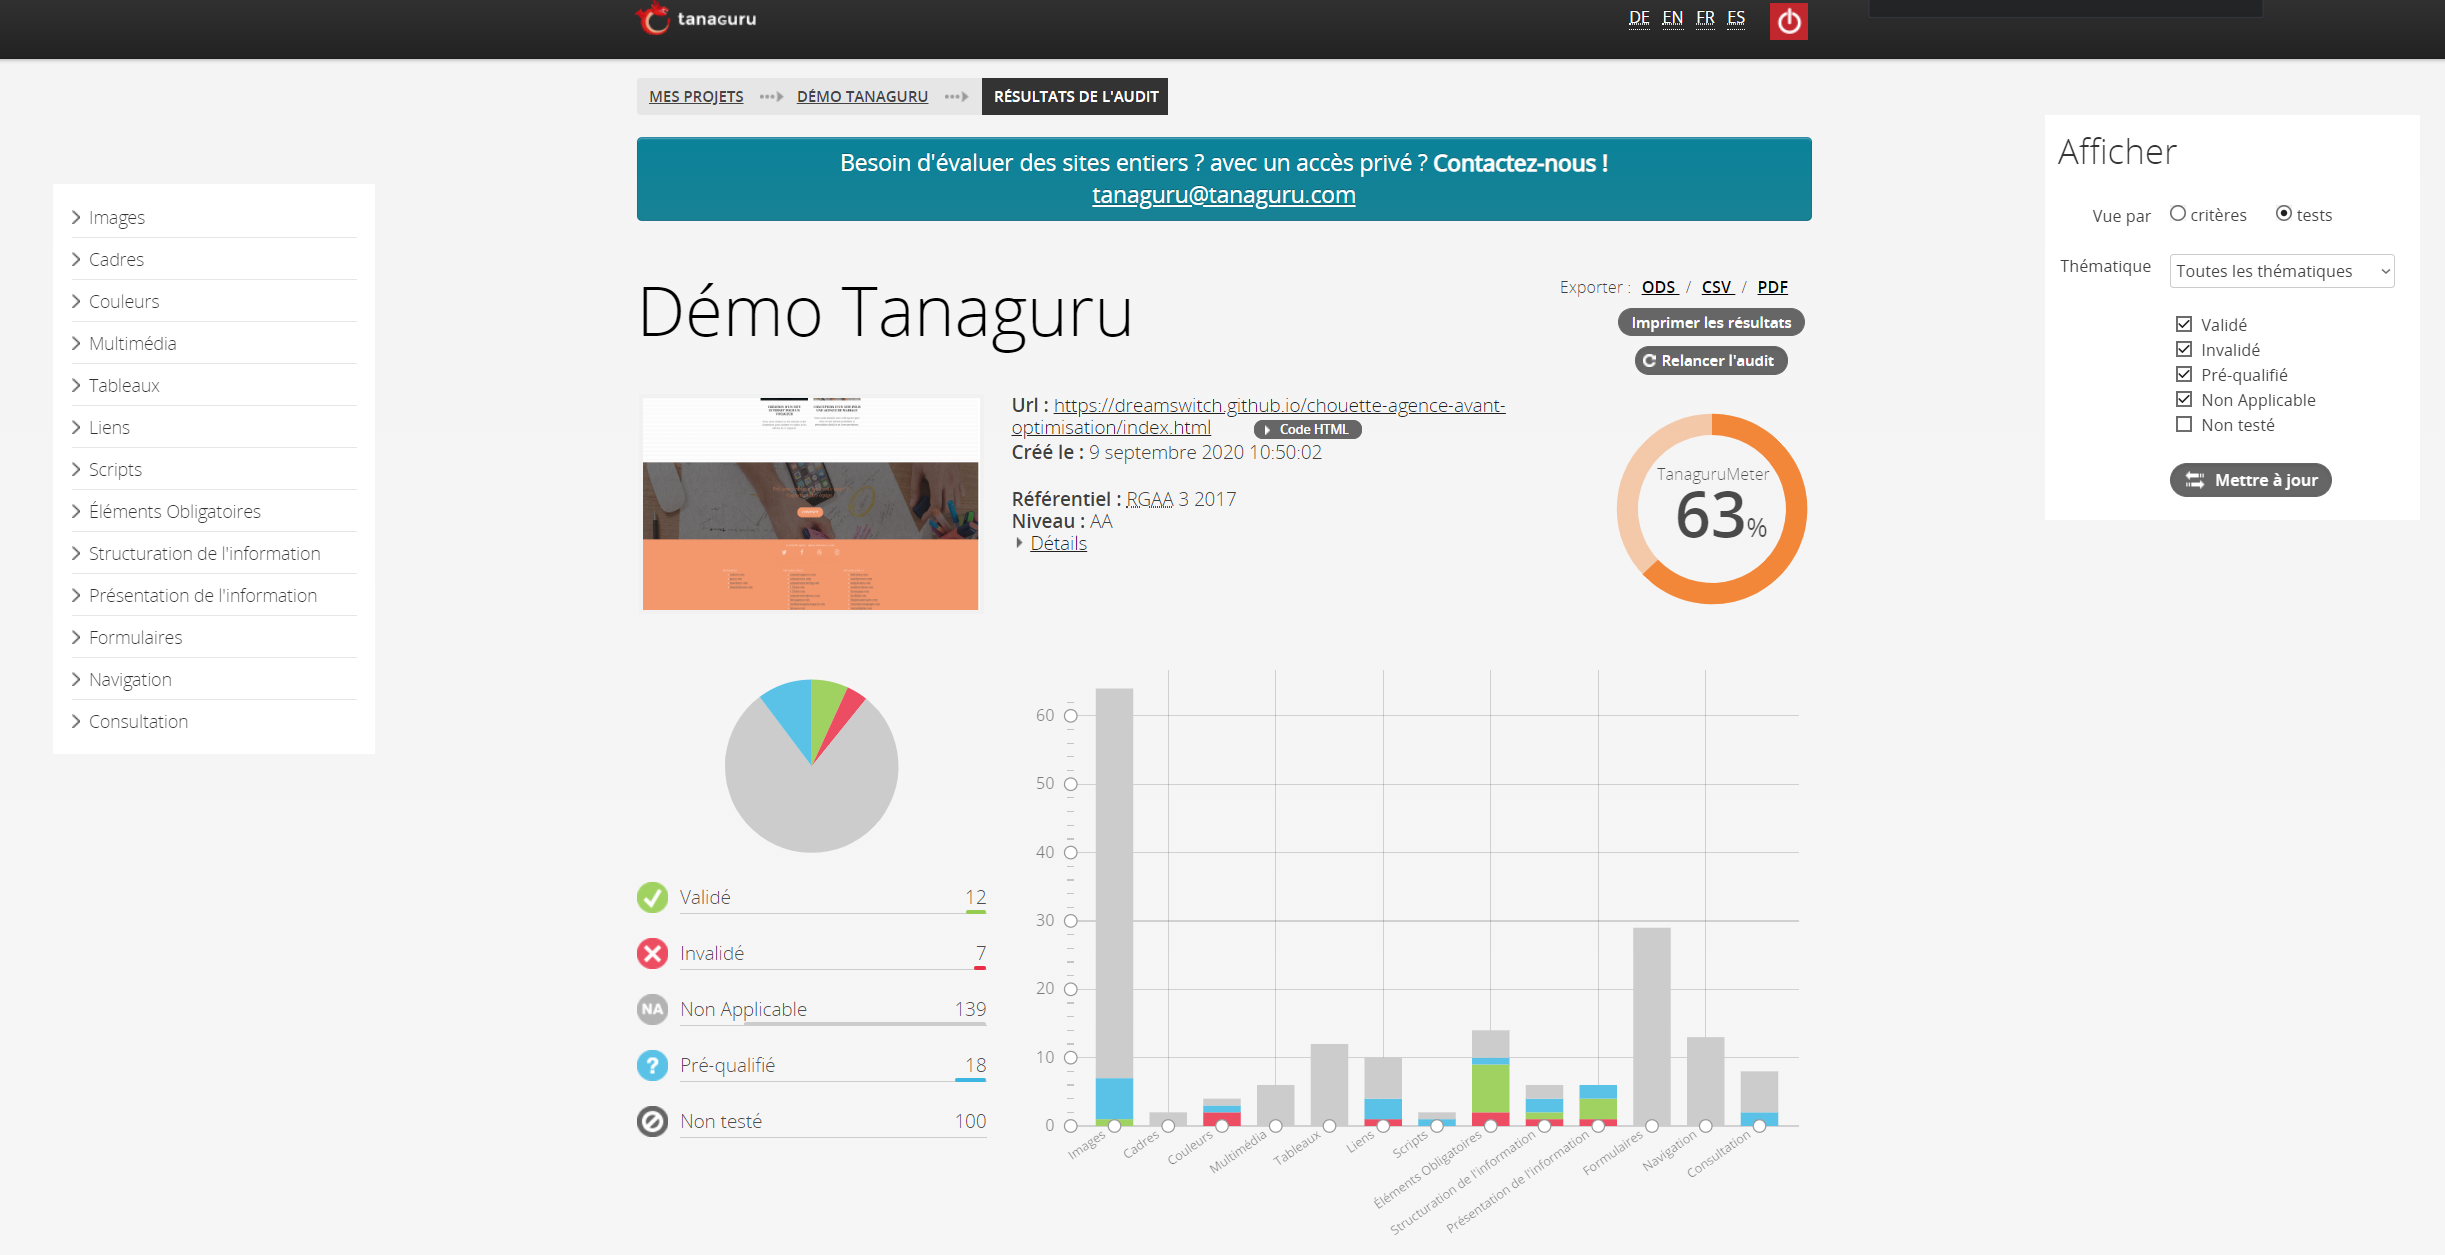 tanaguru
DE EN FR ES
MES PROJETS
DÉMO TANAGURU
RÉSULTATS DE L'AUDIT
Besoin d'évaluer des sites entiers ? avec un accès privé ? Contactez-nous !
tanaguru@tanaguru.com
Images
Cadres
Couleurs
Multimédia
Tableaux
Liens
Scripts
Éléments Obligatoires
Structuration de l'information
Présentation de l'information
Formulaires
Navigation
Consultation
Démo Tanaguru
Exporter : ODS / CSV / PDF
Imprimer les résultats
Relancer l'audit
Url : https://dreamswitch.github.io/chouette-agence-avant-
optimisation/index.html
Code HTML
Créé le : 9 septembre 2020 10:50:02
Référentiel : RGAA 3 2017
Niveau : AA
Détails
TanaguruMeter
63%
Validé 12
Invalidé 7
NA Non Applicable 139
? Pré-qualifié 18
Non testé 100
60
50
40
30
20
10
0
Images
Cadres
Couleurs
Multimédia
Tableaux
Liens
Scripts
Éléments Obligatoires
Structuration de l'information
Présentation de l'information
Formulaires
Navigation
Consultation
Afficher
Vue par critères tests
Thématique Toutes les thématiques
Validé
Invalidé
Pré-qualifié
Non Applicable
Non testé
Mettre à jour